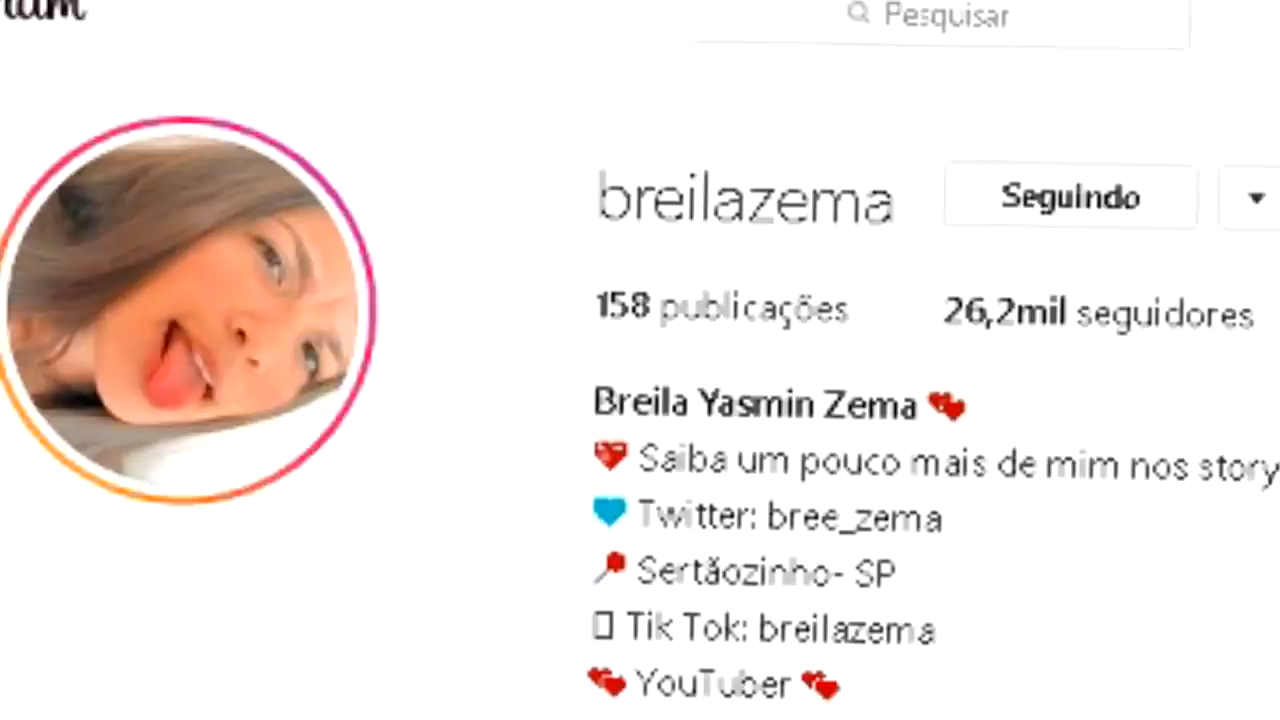 Pesquisar
breilazema Seguindo
158 publicações 26,2mil seguidores
Breila Yasmin Zema
Saiba um pouco mais de mim nos story
Twitter: bree_zema
Sertãozinho- SP
Tik Tok: breilazema
YouTuber